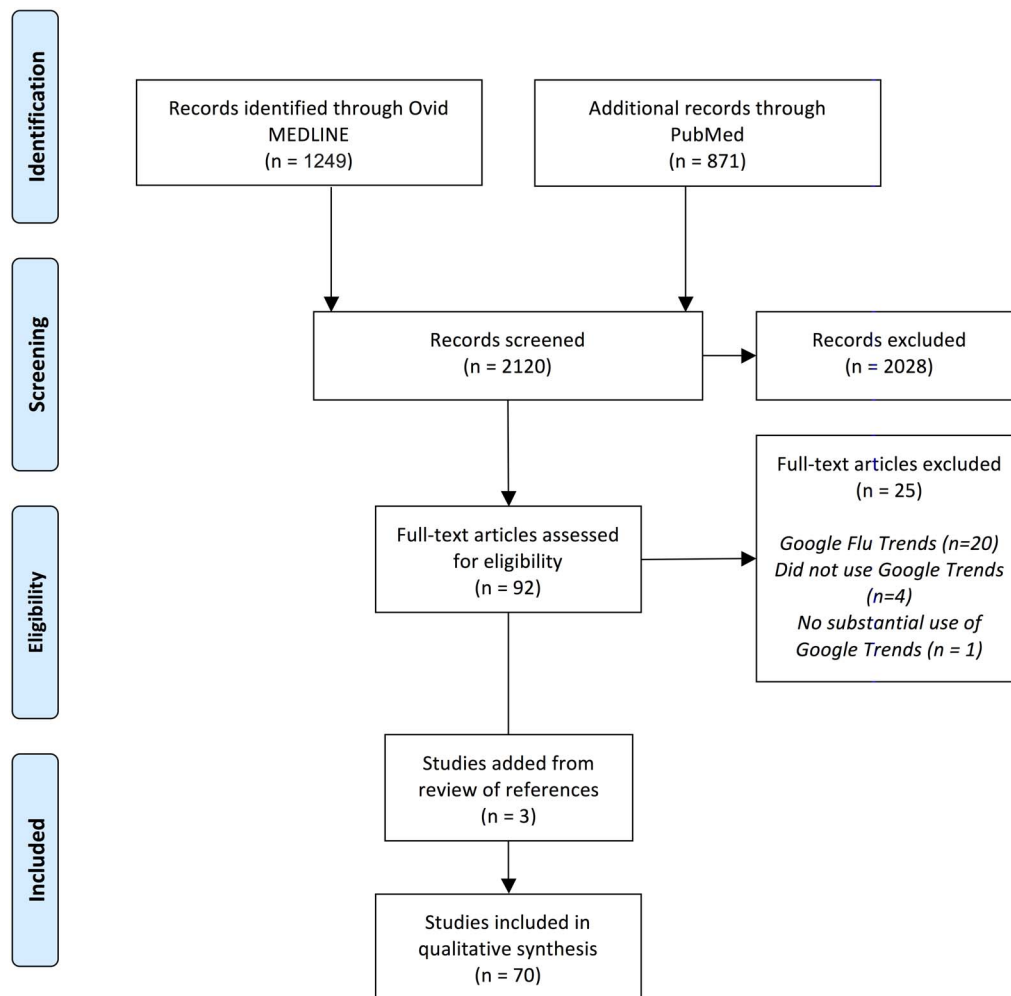 Identification
Records identified through Ovid
MEDLINE
(n = 1249)
Additional records through
PubMed
(n = 871)
Screening
Records screened
(n = 2120)
Records excluded
(n = 2028)
Eligibility
Full-text articles assessed
for eligibility
(n = 92)
Full-text articles excluded
(n = 25)
Google Flu Trends (n=20)
Did not use Google Trends
(n=4)
No substantial use of
Google Trends (n = 1)
Included
Studies added from
review of references
(n = 3)
Studies included in
qualitative synthesis
(n = 70)